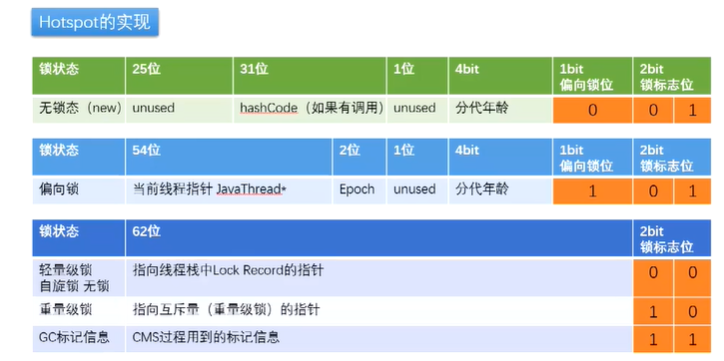 Hotspot的实现
锁状态 25位 31位 1位 4bit 1bit 2bit
偏向锁位 锁标志位
无锁态（new） unused hashCode（如果有调用） unused 分代年龄 0 0 1
锁状态 54位 2位 1位 4bit 1bit 2bit
偏向锁位 锁标志位
偏向锁 当前线程指针 JavaThread* Epoch unused 分代年龄 1 0 1
锁状态 62位 2bit
锁标志位
轻量级锁 指向线程栈中Lock Record的指针 0 0
自旋锁 无锁
重量级锁 指向互斥量（重量级锁）的指针 1 0
GC标记信息 CMS过程用到的标记信息 1 1